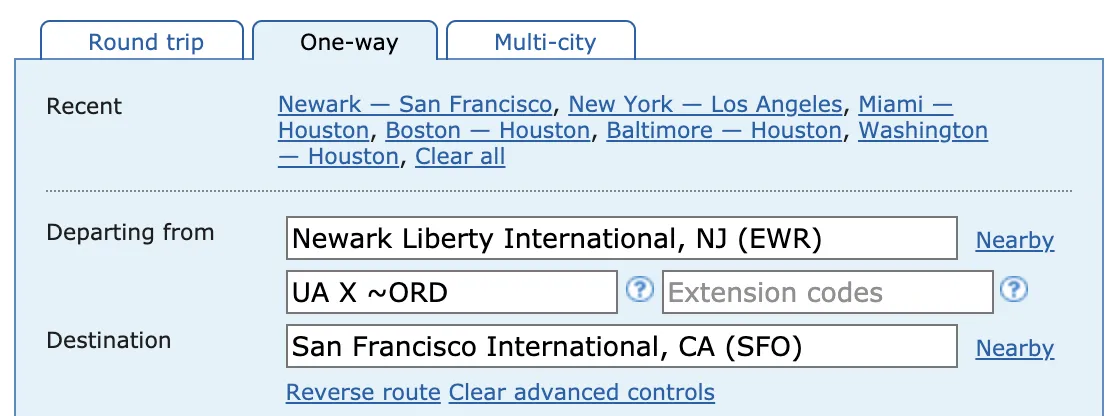 Round trip One-way Multi-city
Recent Newark — San Francisco, New York — Los Angeles, Miami —
Houston, Boston — Houston, Baltimore — Houston, Washington
— Houston, Clear all
Departing from Newark Liberty International, NJ (EWR) Nearby
UA X ~ORD ? Extension codes ?
Destination San Francisco International, CA (SFO) Nearby
Reverse route Clear advanced controls